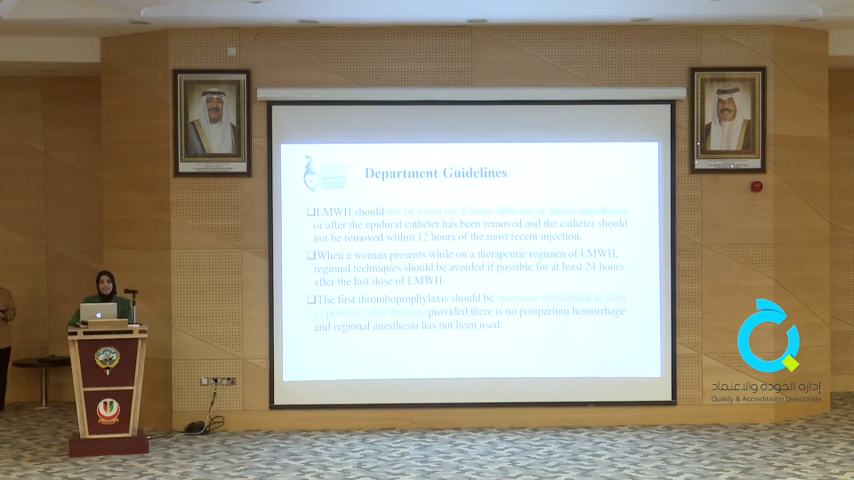 Department Guidelines
❑LMWH should not be given for 4 hours after use of spinal anaesthesia
or after the epidural catheter has been removed and the catheter should
not be removed within 12 hours of the most recent injection.
❑When a woman presents while on a therapeutic regimen of LMWH,
regional techniques should be avoided if possible for at least 24 hours
after the last dose of LMWH.
❑The first thromboprophylaxis should be started or reinstituted as soon
as possible after delivery provided there is no postpartum hemorrhage
and regional anesthesia has not been used.
إدارة الجودة والاعتماد
Quality & Accreditation Directorate